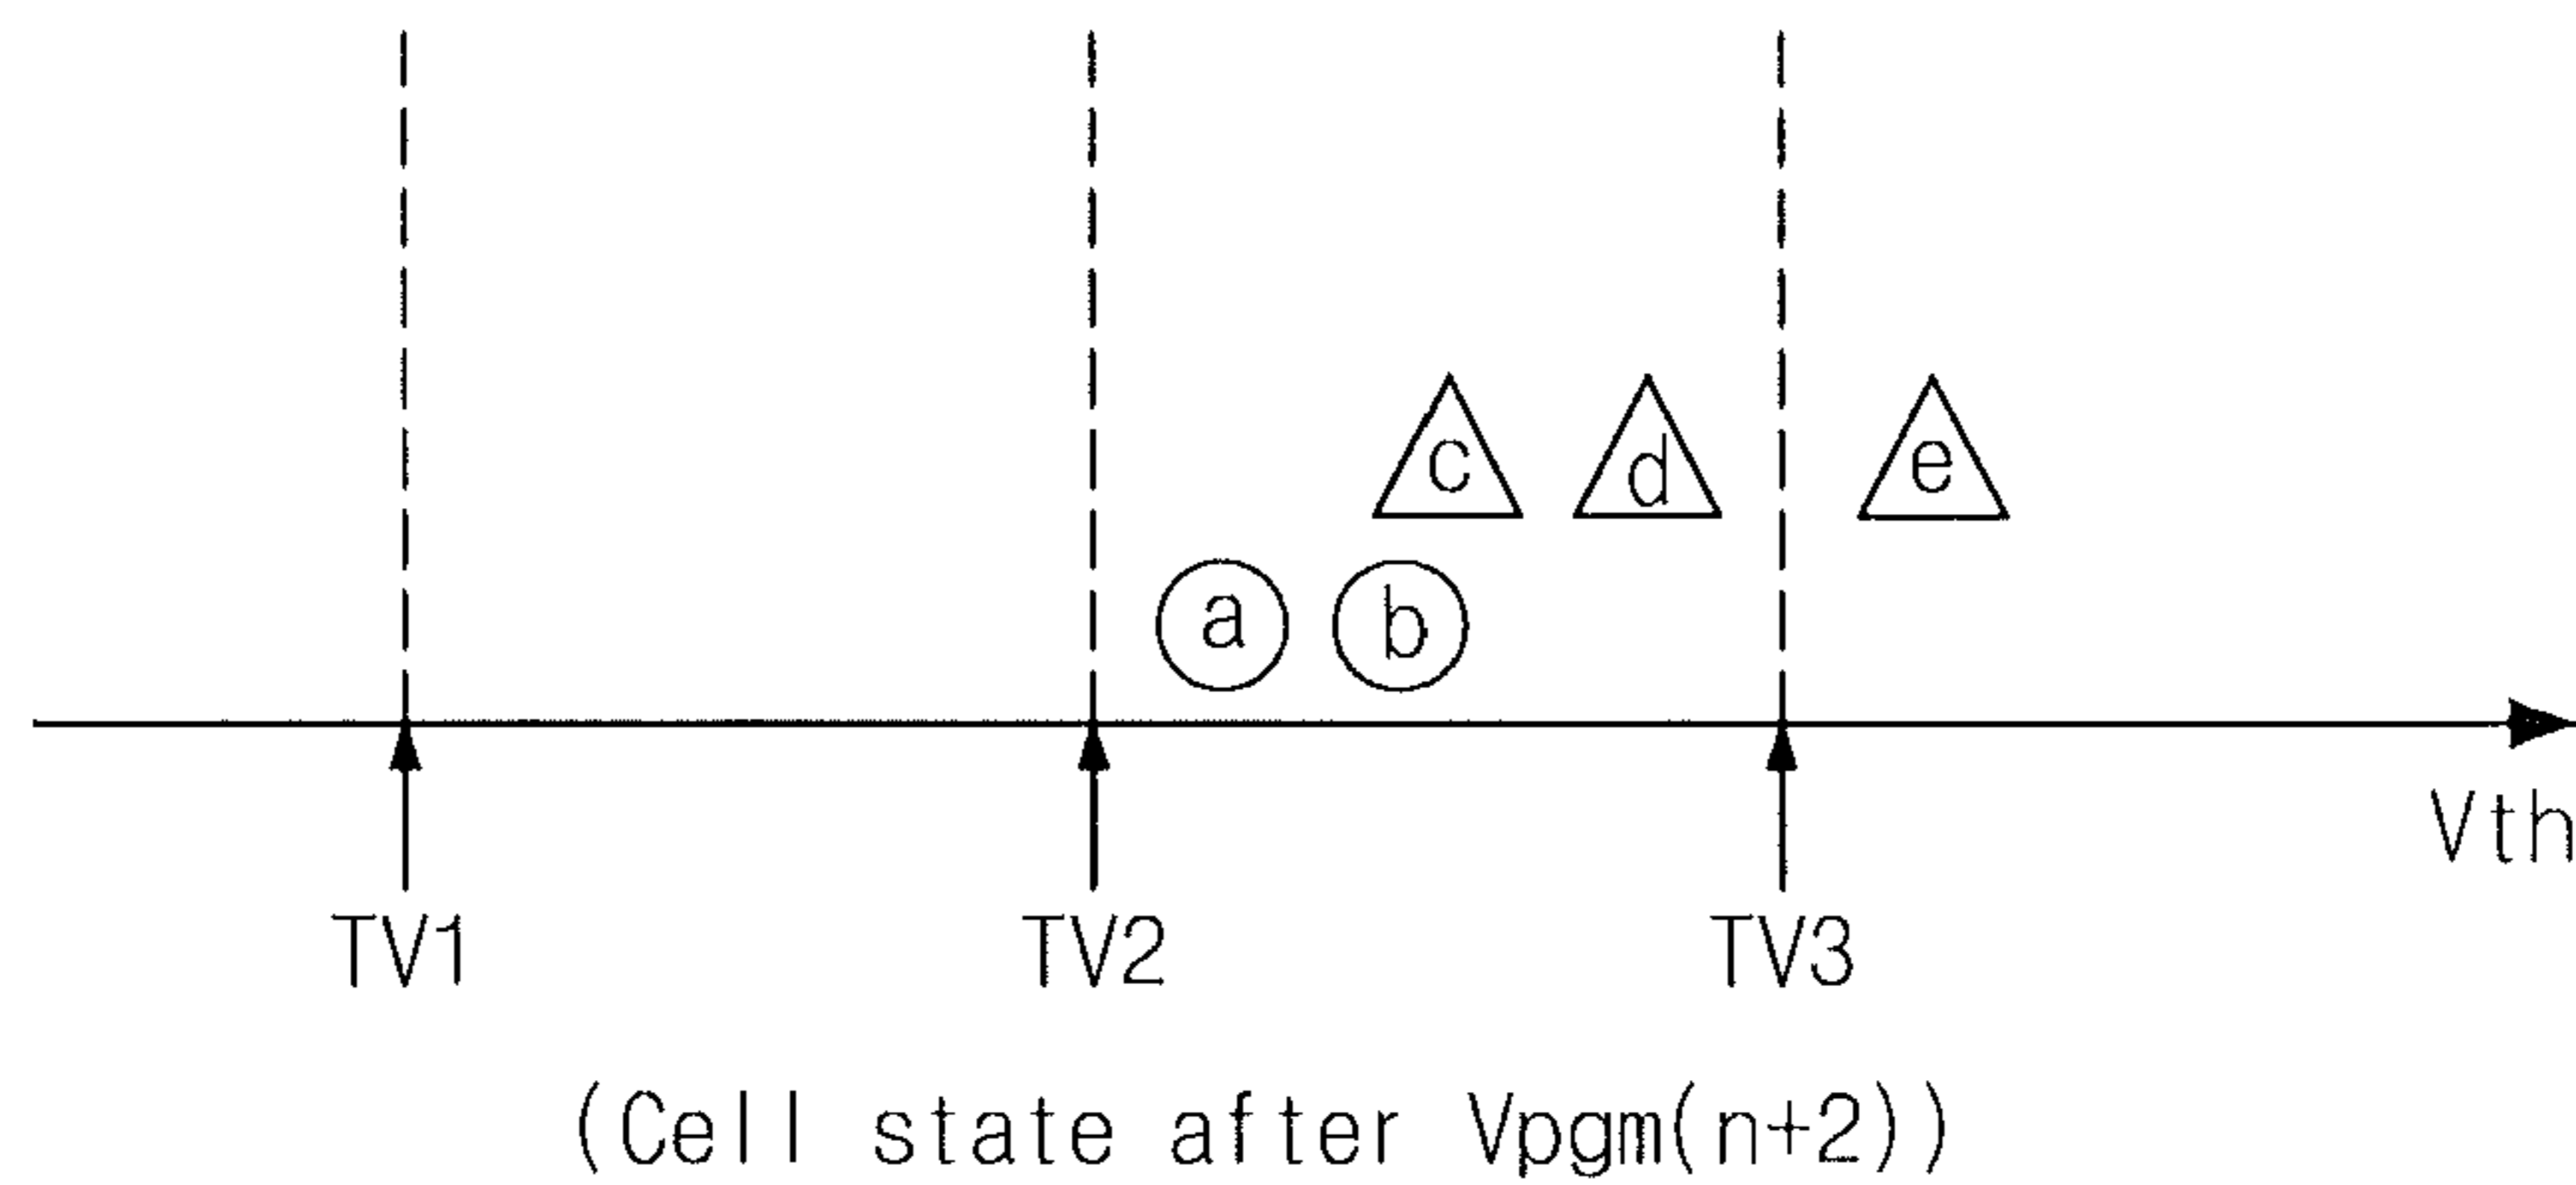 c d e
a b
Vth
TV1 TV2 TV3
(Cell state after Vpgm(n+2))